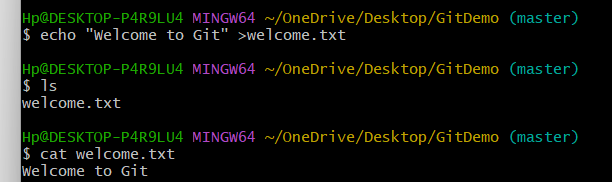 Hp@DESKTOP-P4R9LU4 MINGW64 ~/OneDrive/Desktop/GitDemo (master)
$ echo "Welcome to Git" >welcome.txt
Hp@DESKTOP-P4R9LU4 MINGW64 ~/OneDrive/Desktop/GitDemo (master)
$ ls
welcome.txt
Hp@DESKTOP-P4R9LU4 MINGW64 ~/OneDrive/Desktop/GitDemo (master)
$ cat welcome.txt
Welcome to Git